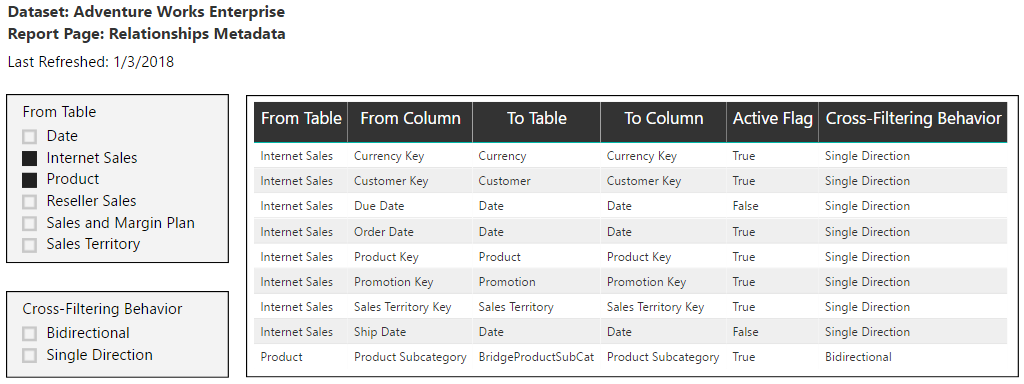 Dataset: Adventure Works Enterprise
Report Page: Relationships Metadata
Last Refreshed: 1/3/2018
From Table
Date
Internet Sales
Product
Reseller Sales
Sales and Margin Plan
Sales Territory
Cross-Filtering Behavior
Bidirectional
Single Direction
From Table From Column To Table To Column Active Flag Cross-Filtering Behavior
Internet Sales Currency Key Currency Currency Key True Single Direction
Internet Sales Customer Key Customer Customer Key True Single Direction
Internet Sales Due Date Date Date False Single Direction
Internet Sales Order Date Date Date True Single Direction
Internet Sales Product Key Product Product Key True Single Direction
Internet Sales Promotion Key Promotion Promotion Key True Single Direction
Internet Sales Sales Territory Key Sales Territory Sales Territory Key True Single Direction
Internet Sales Ship Date Date Date False Single Direction
Product Product Subcategory BridgeProductSubCat Product Subcategory True Bidirectional